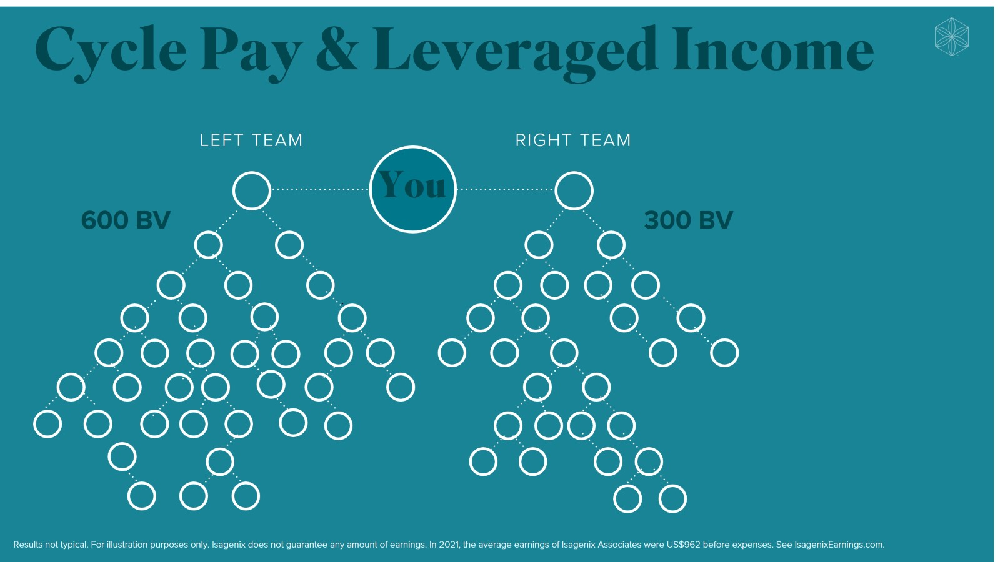 Cycle Pay & Leveraged Income
LEFT TEAM
RIGHT TEAM
You
600 BV
300 BV
Results not typical. For illustration purposes only. Isagenix does not guarantee any amount of earnings. In 2021, the average earnings of Isagenix Associates were US$962 before expenses. See IsagenixEarnings.com.